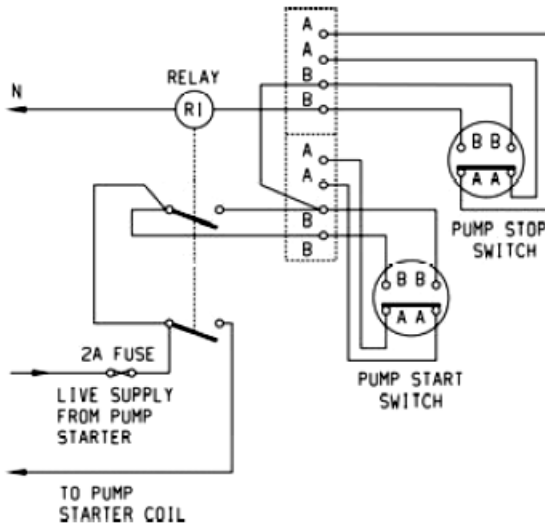 A
A
B
B
A
A
B
B
RELAY
N
R1
B B
A A
PUMP STOP
SWITCH
B B
A A
PUMP START
SWITCH
2A FUSE
LIVE SUPPLY
FROM PUMP
STARTER
TO PUMP
STARTER COIL